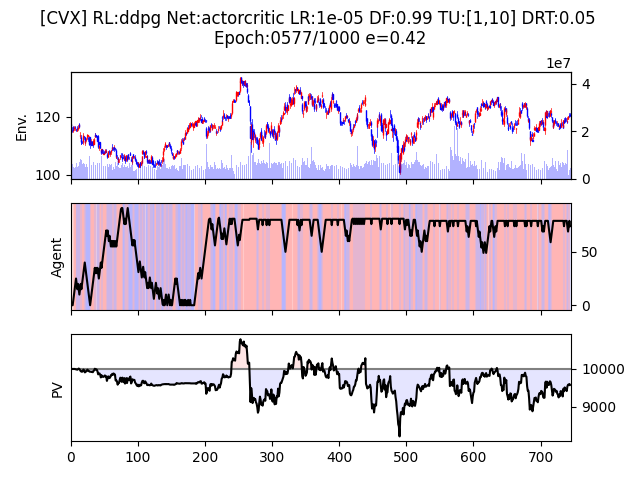 [CVX] RL:ddpg Net:actorcritic LR:1e-05 DF:0.99 TU:[1,10] DRT:0.05
Epoch:0577/1000 e=0.42
1e7
Env.
120
100
4
2
0
Agent
50
0
PV
10000
9000
0 100 200 300 400 500 600 700